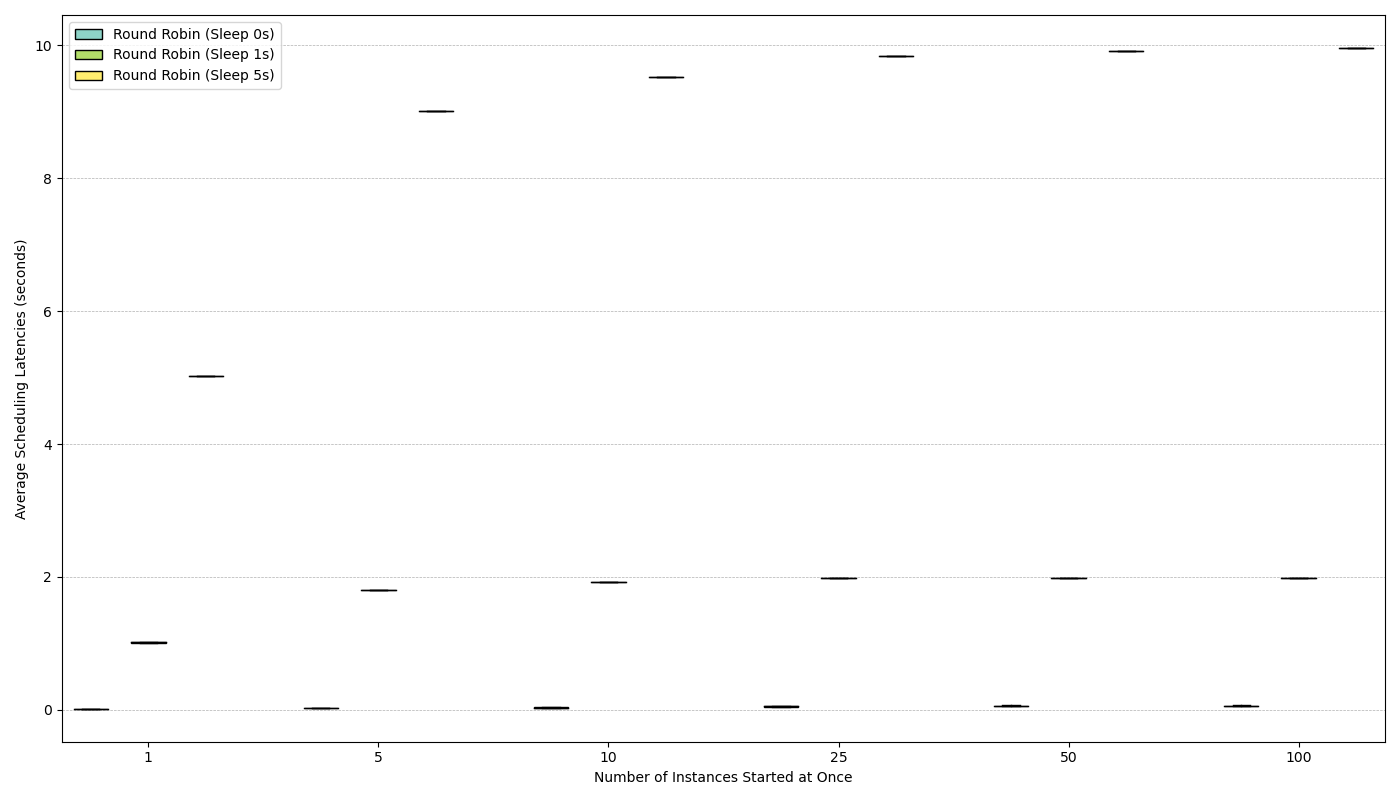 Round Robin (Sleep 0s)
Round Robin (Sleep 1s)
Round Robin (Sleep 5s)
Average Scheduling Latencies (seconds)
10
8
6
4
2
0
1 5 10 25 50 100
Number of Instances Started at Once